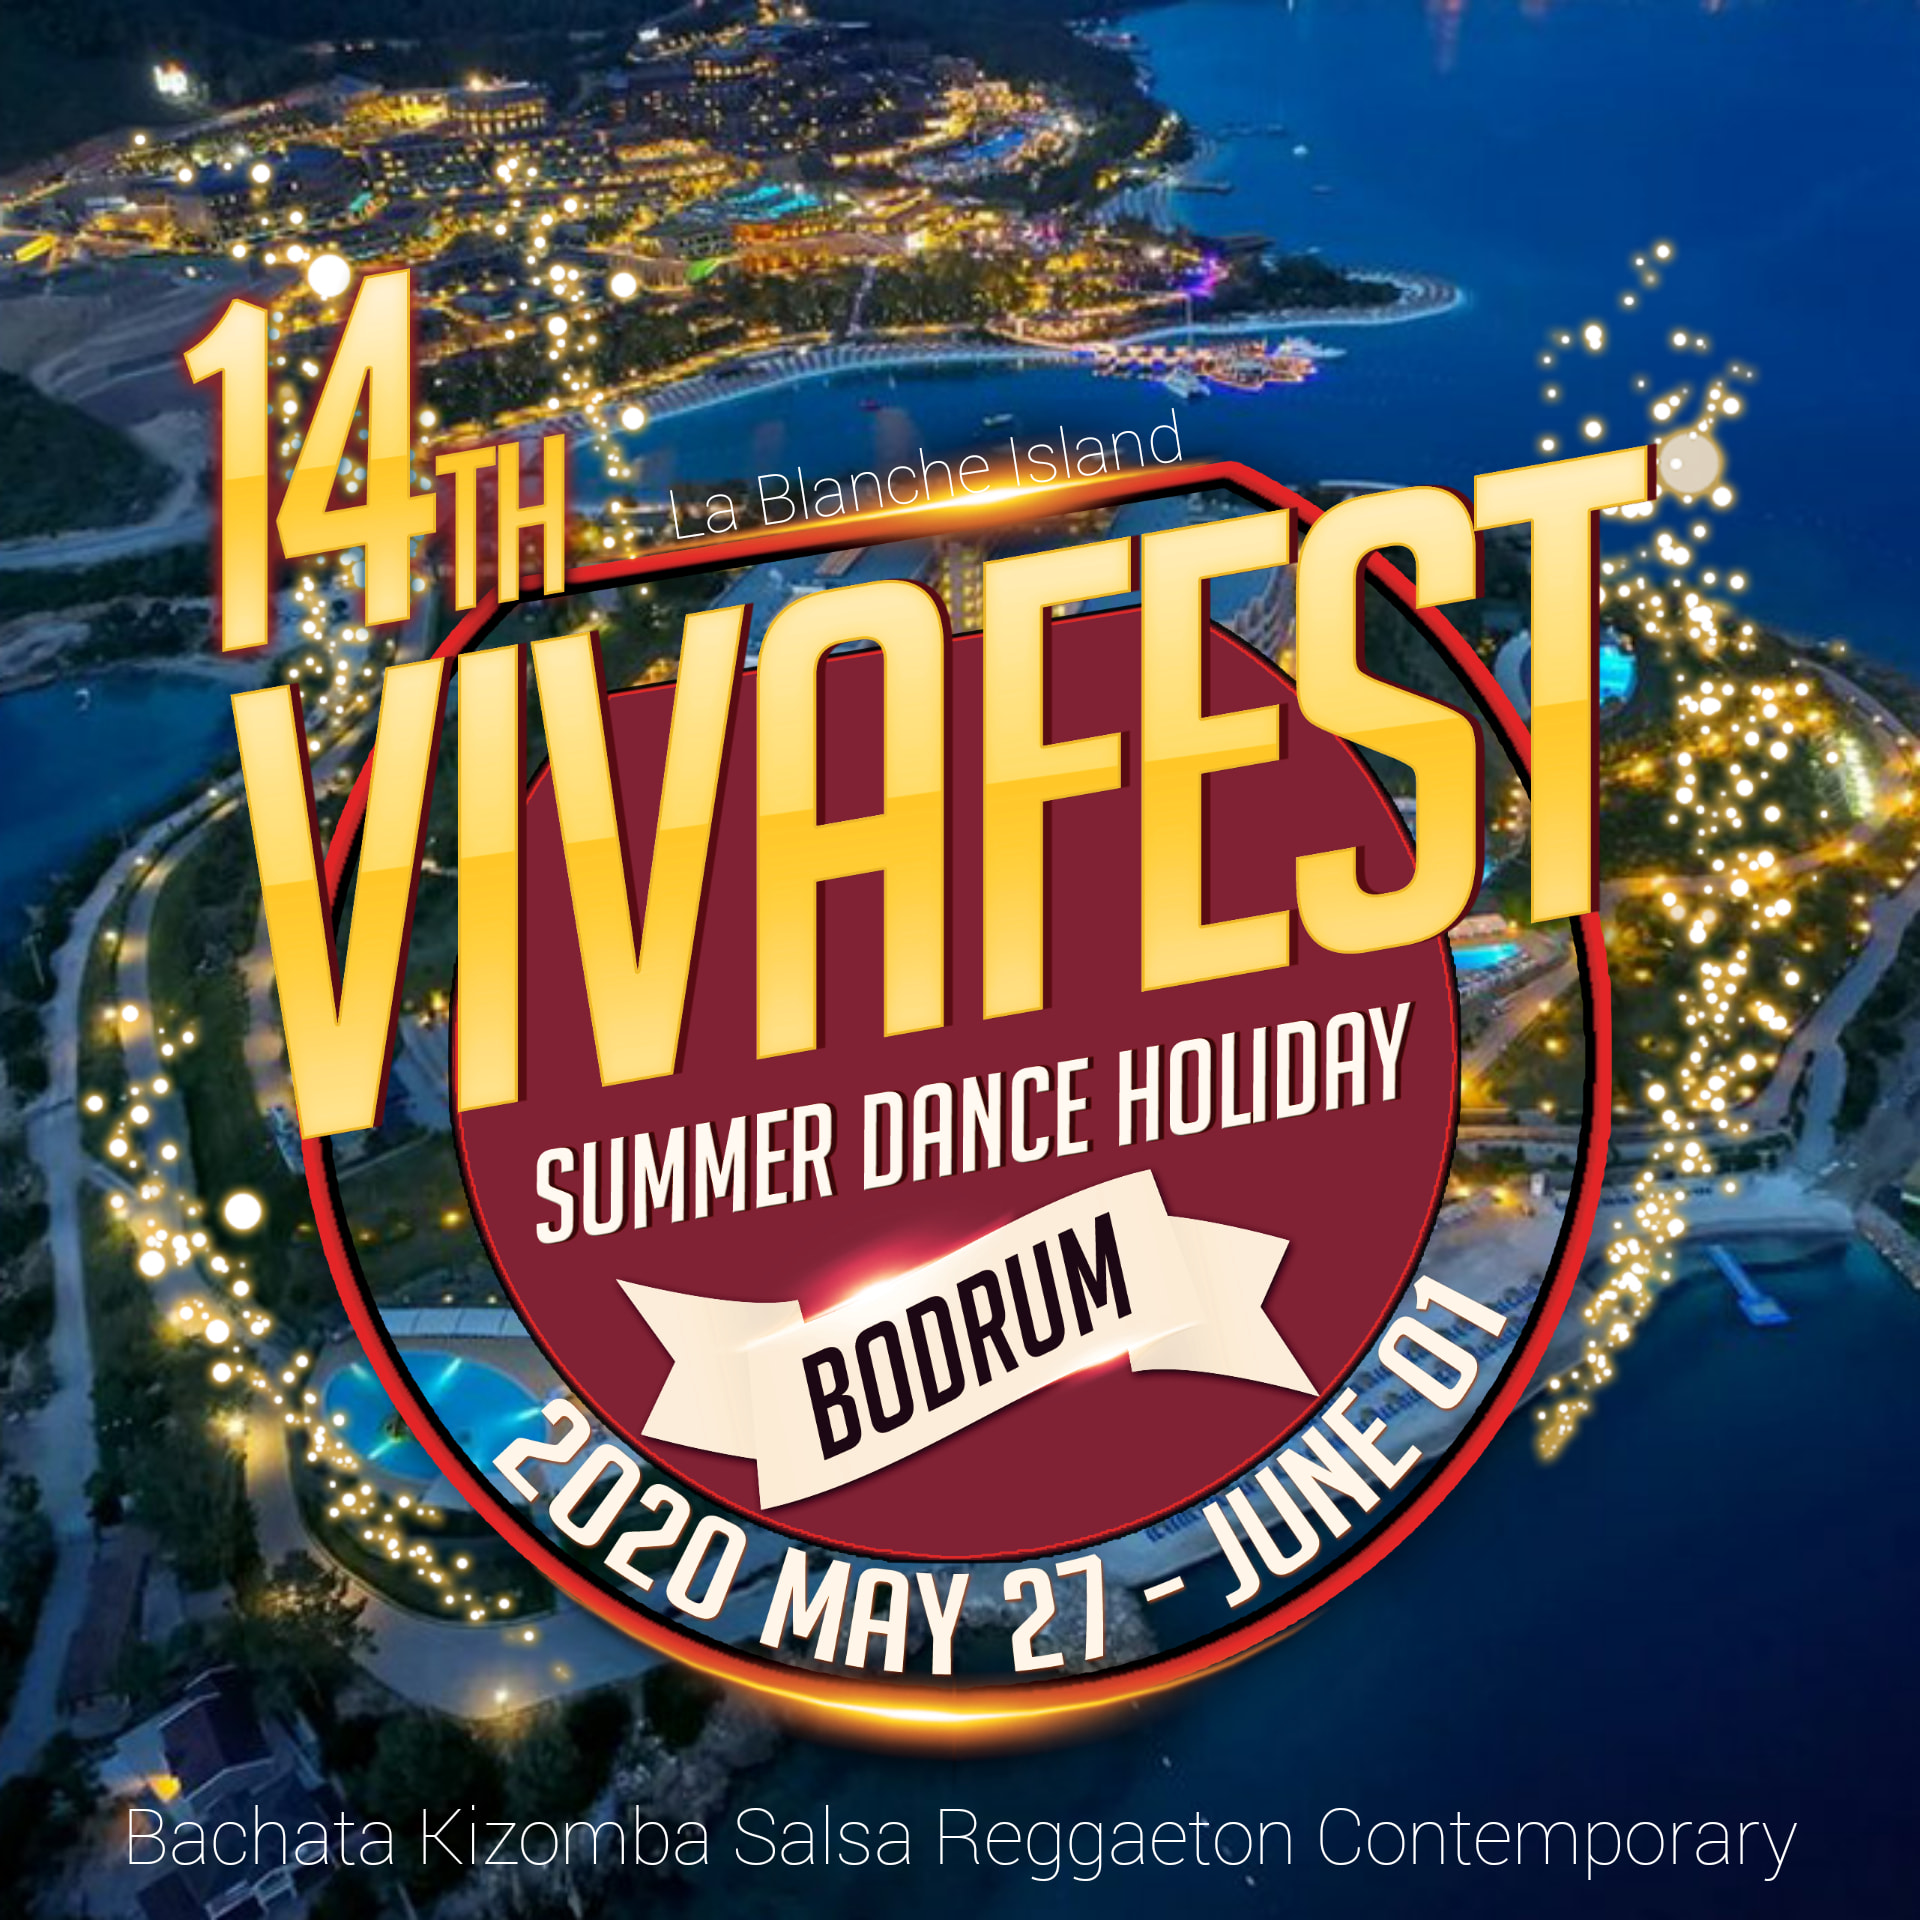 14TH
La Blanche Island
VIVAFEST
SUMMER DANCE HOLIDAY
BODRUM
2020 MAY 27 - JUNE 01
Bachata Kizomba Salsa Reggaeton Contemporary